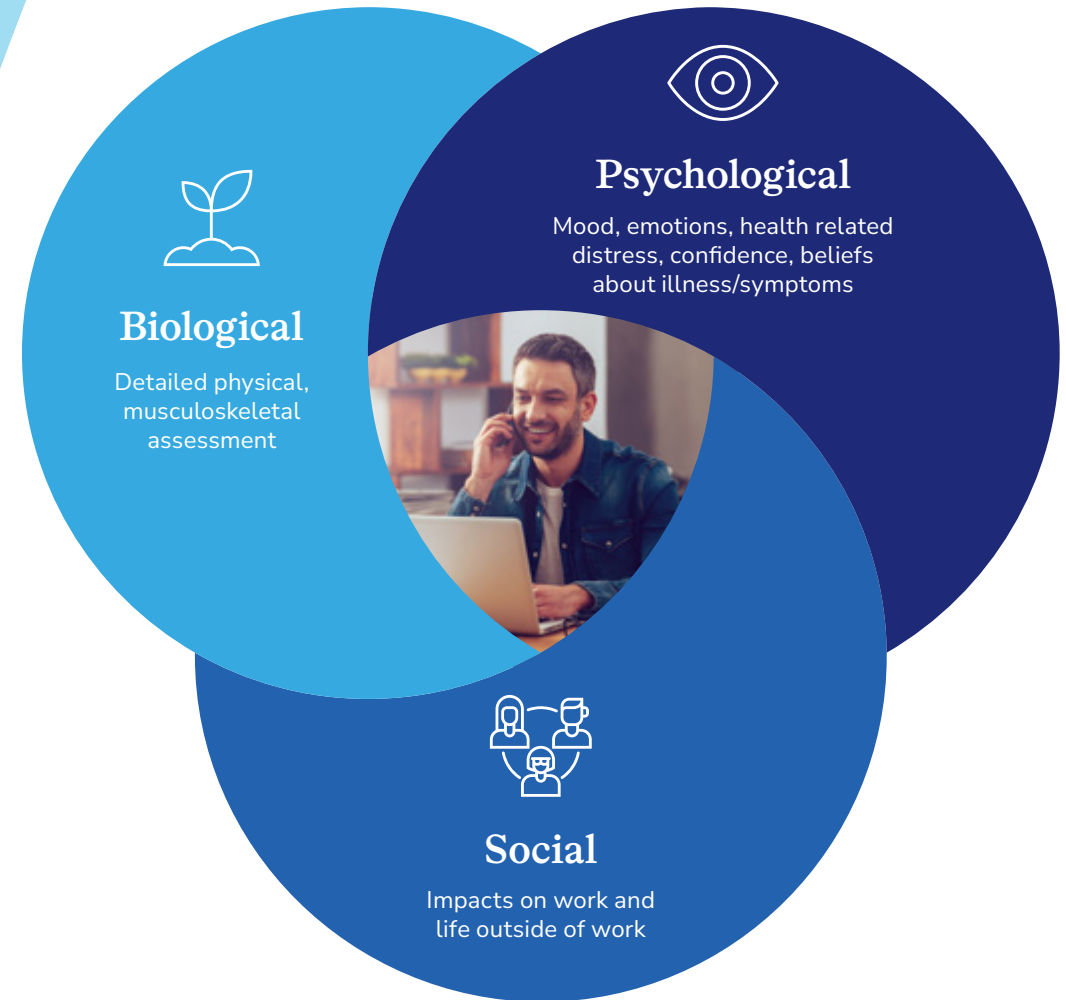 Psychological
Mood, emotions, health related
distress, confidence, beliefs
about illness/symptoms
Biological
Detailed physical,
musculoskeletal
assessment
Social
Impacts on work and
life outside of work